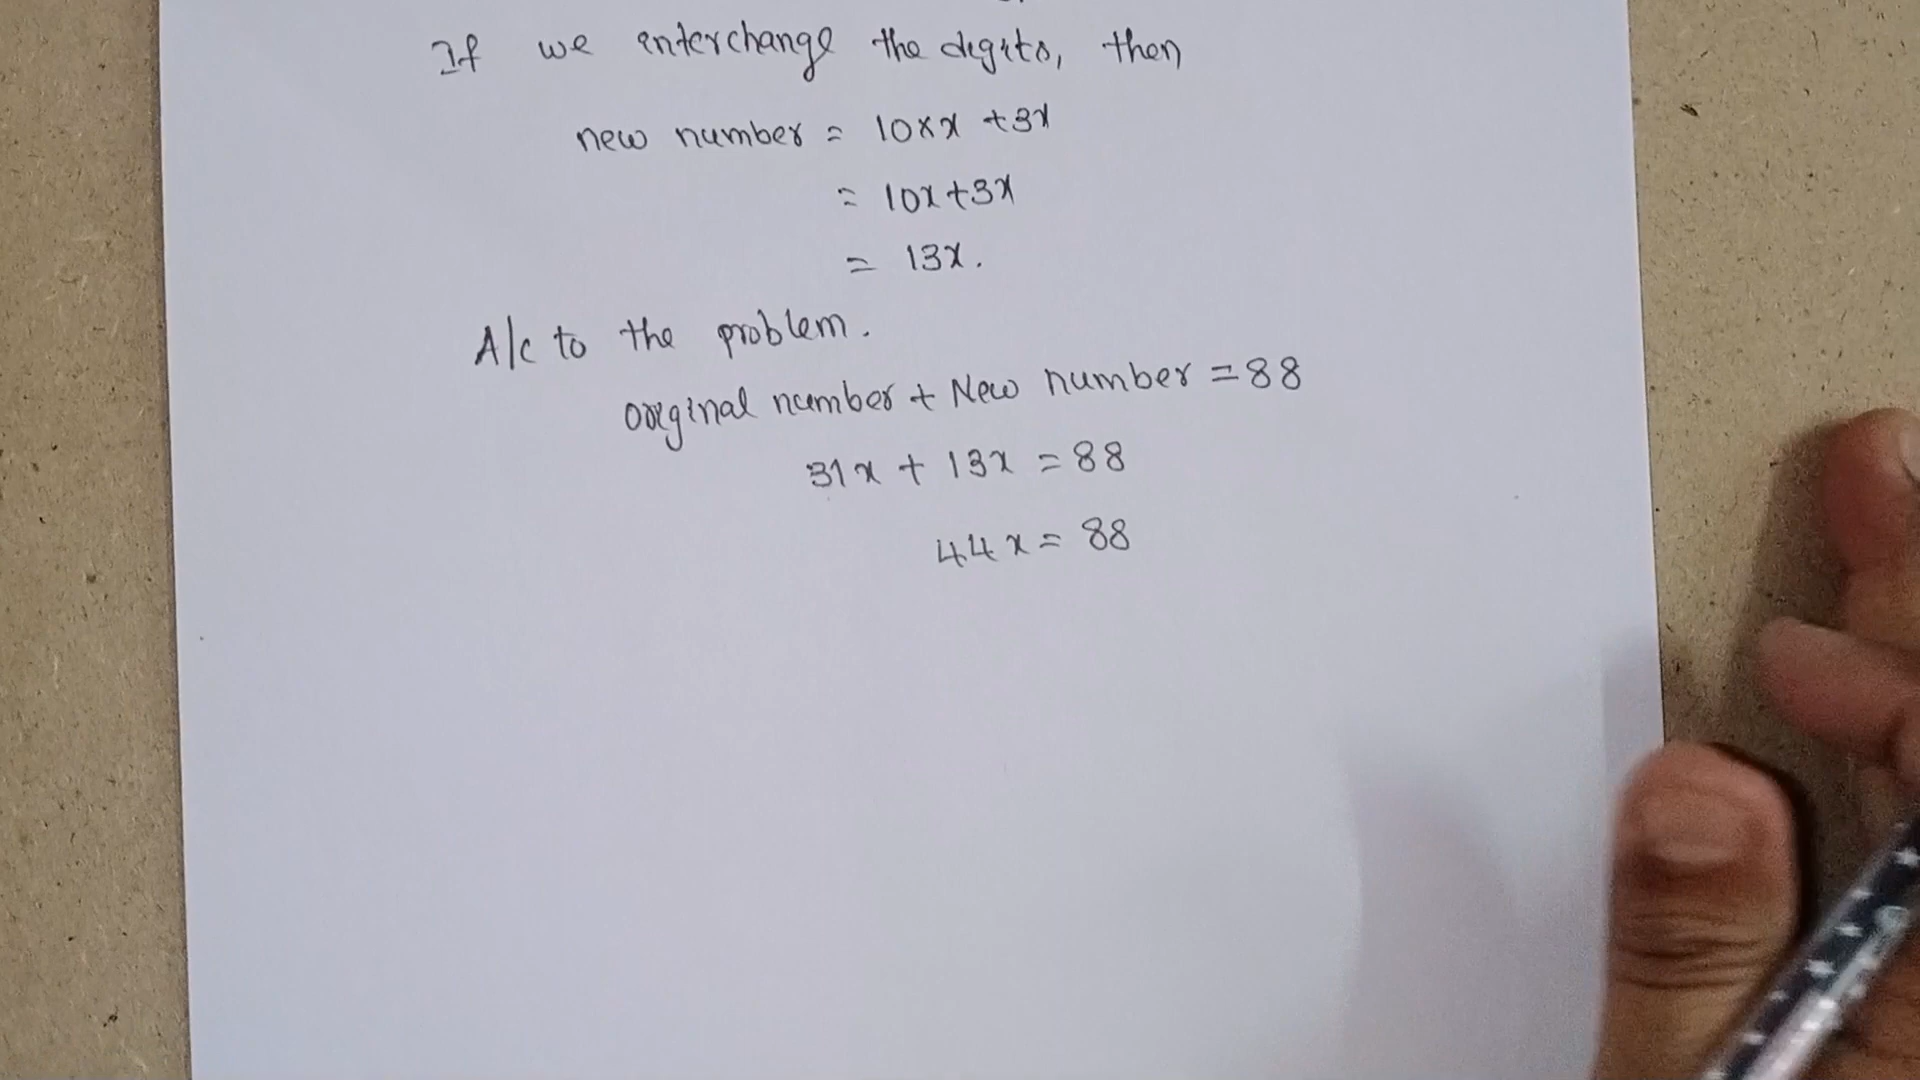 If we interchange the digits, then
new number = 10×x + 3x
= 10x + 3x
= 13x.
A/c to the problem.
original number + New number = 88
31x + 13x = 88
44x = 88